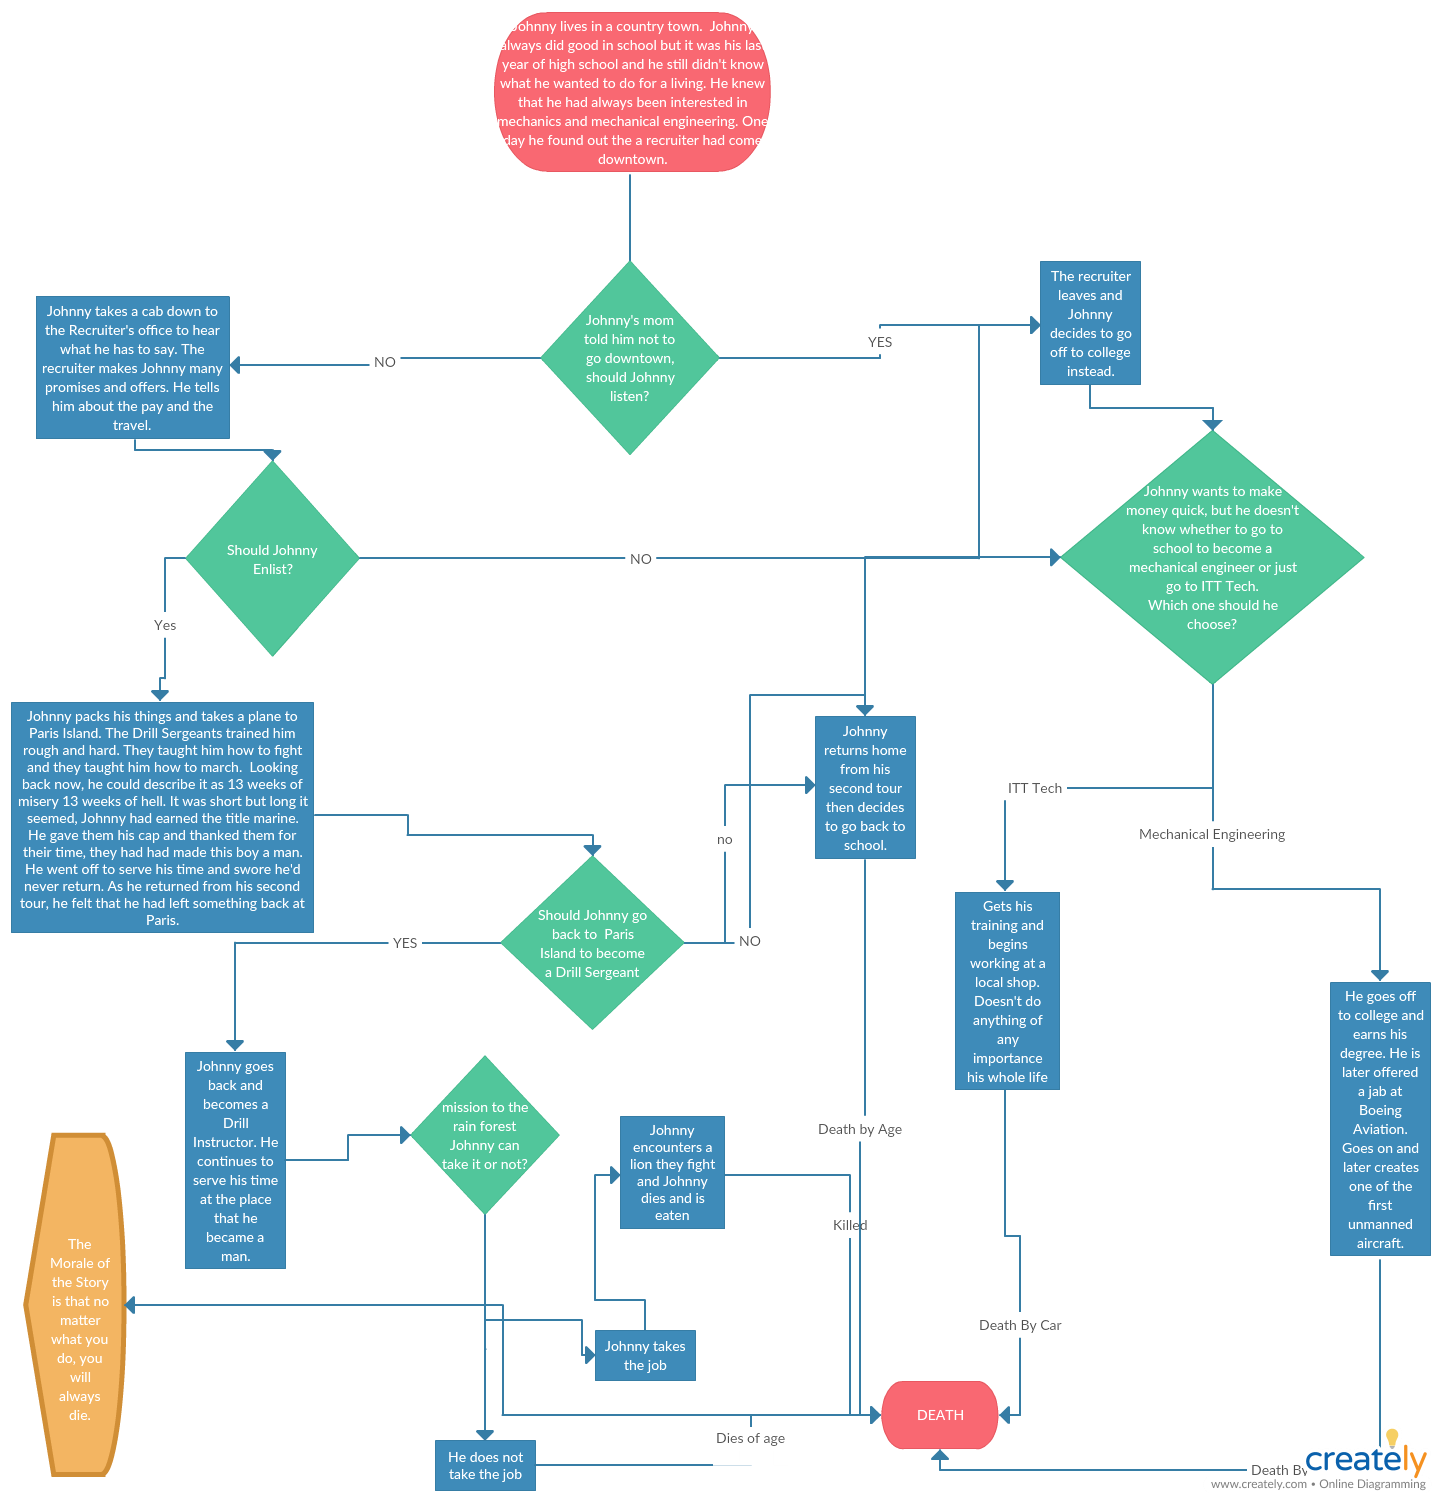 Johnny lives in a country town. Johnny
always did good in school but it was his last
year of high school and he still didn't know
what he wanted to do for a living. He knew
that he had always been interested in
mechanics and mechanical engineering. One
day he found out the a recruiter had come
downtown.
Johnny's mom
told him not to
go downtown,
should Johnny
listen?
NO
YES
Johnny takes a cab down to
the Recruiter's office to hear
what he has to say. The
recruiter makes Johnny many
promises and offers. He tells
him about the pay and the
travel.
The recruiter
leaves and
Johnny
decides to go
off to college
instead.
Should Johnny
Enlist?
NO
Yes
Johnny wants to make
money quick, but he doesn't
know whether to go to
school to become a
mechanical engineer or just
go to ITT Tech.
Which one should he
choose?
Johnny packs his things and takes a plane to
Paris Island. The Drill Sergeants trained him
rough and hard. They taught him how to fight
and they taught him how to march. Looking
back now, he could describe it as 13 weeks of
misery 13 weeks of hell. It was short but long it
seemed, Johnny had earned the title marine.
He gave them his cap and thanked them for
their time, they had had made this boy a man.
He went off to serve his time and swore he'd
never return. As he returned from his second
tour, he felt that he had left something back at
Paris.
Johnny
returns home
from his
second tour
then decides
to go back to
school.
ITT Tech
Mechanical Engineering
no
NO
YES
Should Johnny go
back to Paris
Island to become
a Drill Sergeant
Gets his
training and
begins
working at a
local shop.
Doesn't do
anything of
any
importance
his whole life
He goes off
to college and
earns his
degree. He is
later offered
a jab at
Boeing
Aviation.
Goes on and
later creates
one of the
first
unmanned
aircraft.
Johnny goes
back and
becomes a
Drill
Instructor. He
continues to
serve his time
at the place
that he
became a
man.
mission to the
rain forest
Johnny can
take it or not?
Johnny
encounters a
lion they fight
and Johnny
dies and is
eaten
Death by Age
Killed
The
Morale of
the Story
is that no
matter
what you
do, you
will
always
die.
Johnny takes
the job
Death By Car
DEATH
Dies of age
He does not
take the job
Death By
creately
www.creately.com • Online Diagramming